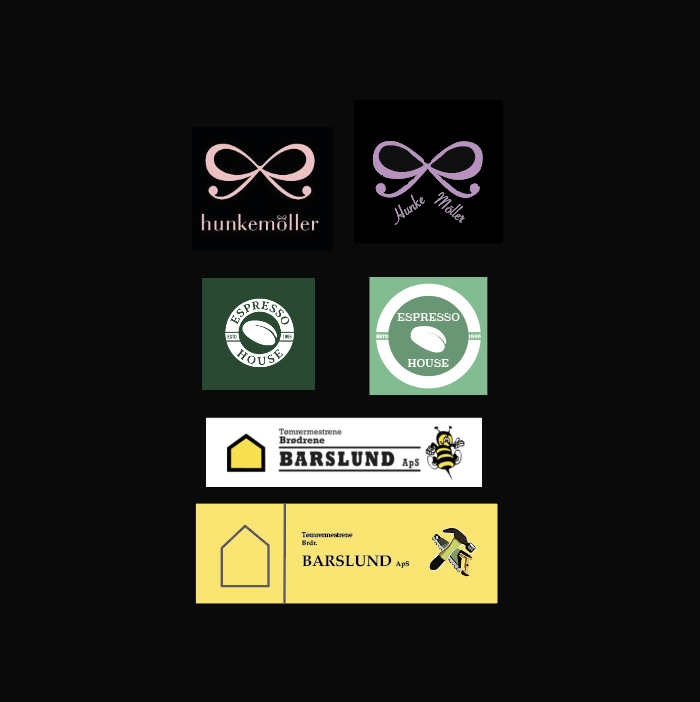 hunkemöller
Hunke Möller
ESPRESSO
ESTD 1996
HOUSE
ESPRESSO
ESTD 1996
HOUSE
Tømrermestrene
Brødrene
BARSLUND ApS
Tømrermestrene
Brdr.
BARSLUND ApS